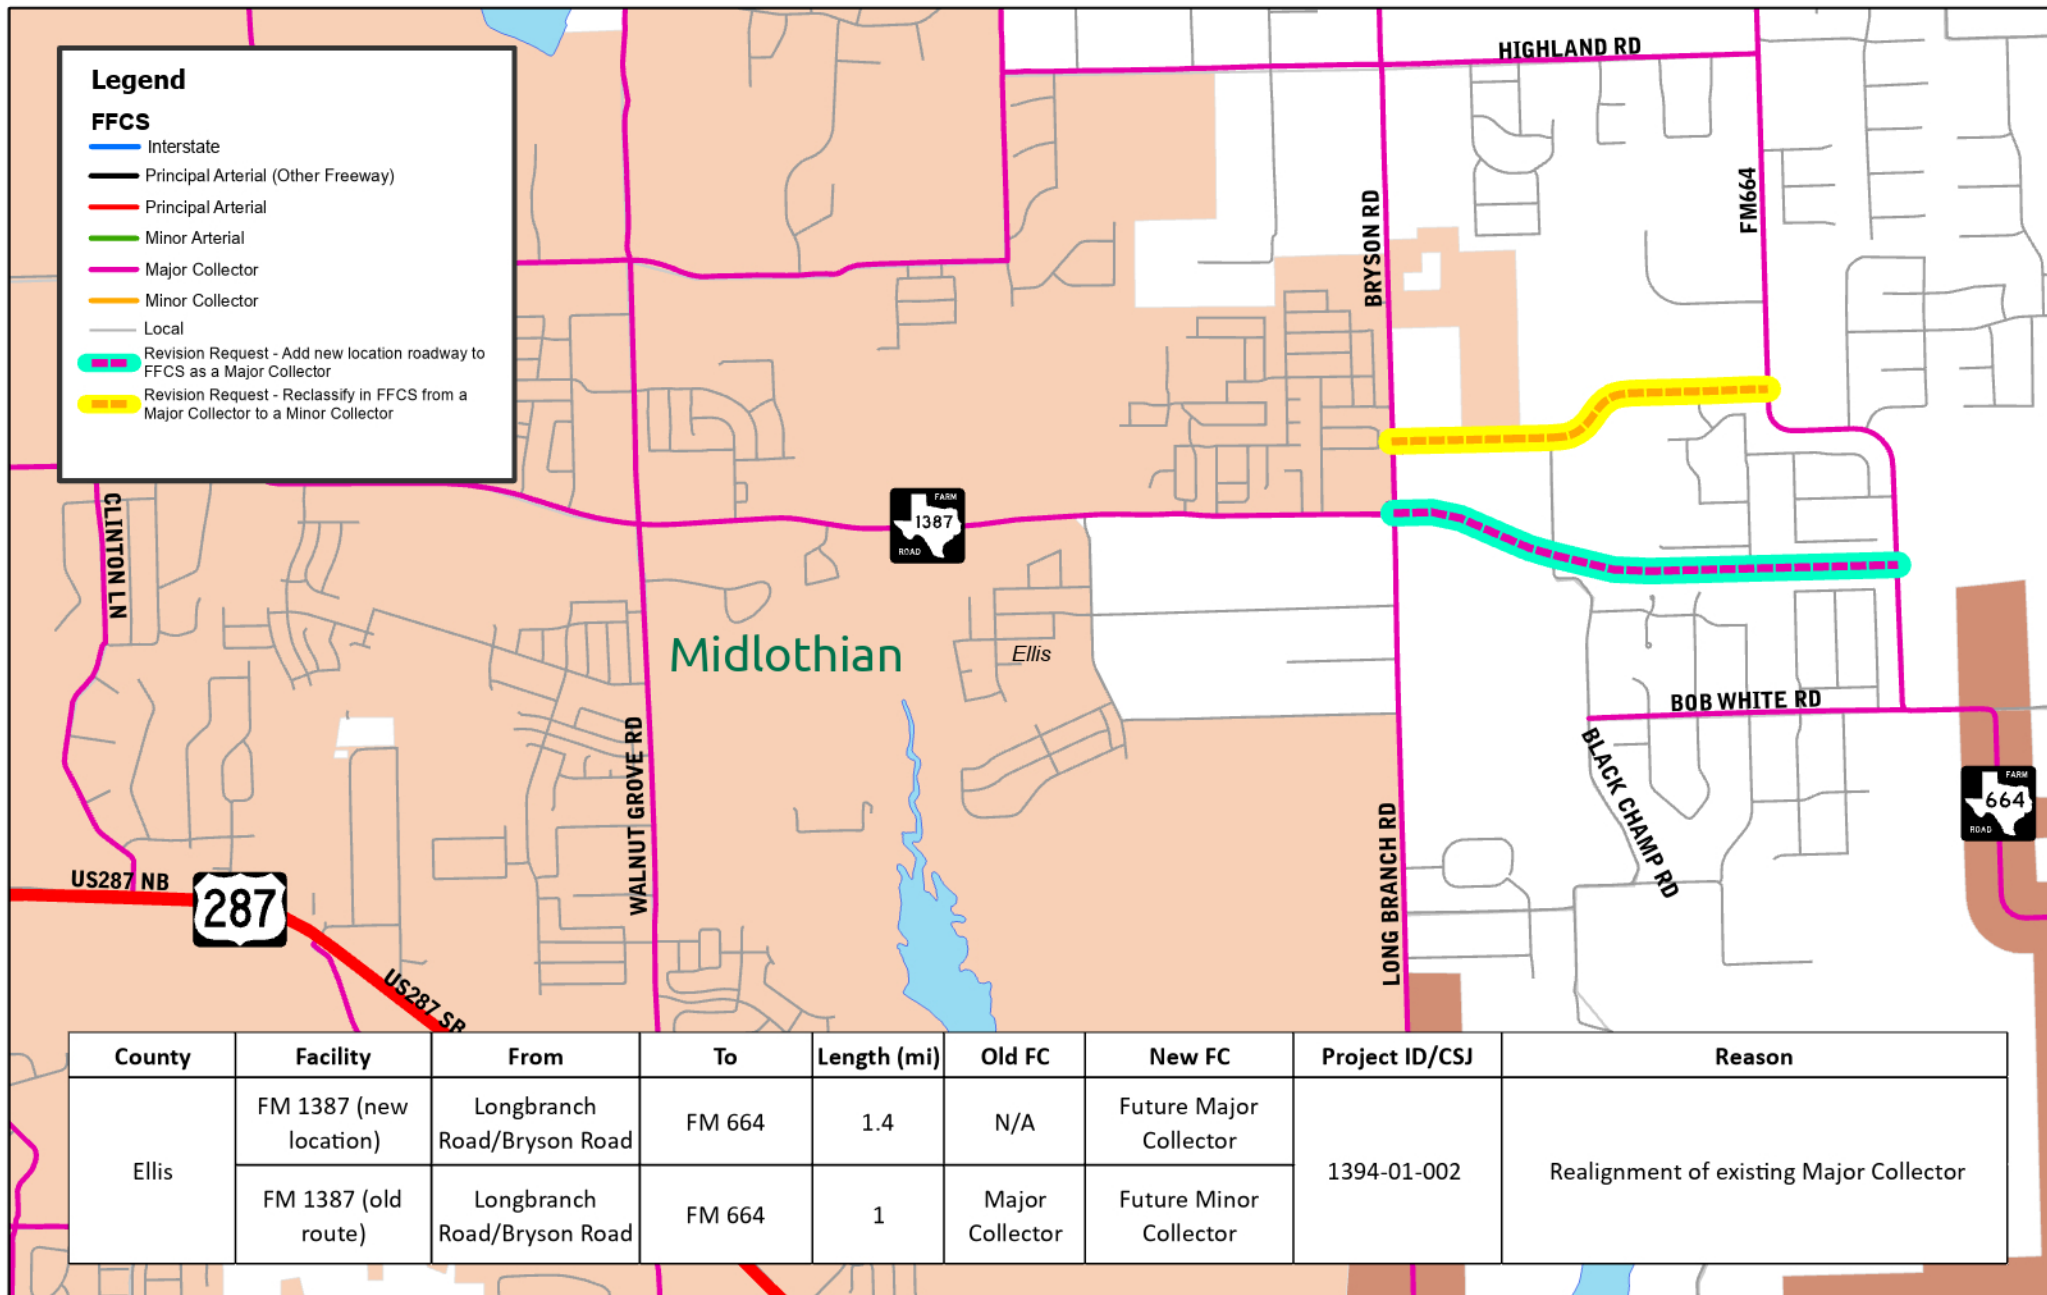 HIGHLAND RD
Legend
FFCS
Interstate
Principal Arterial (Other Freeway)
Principal Arterial
Minor Arterial
Major Collector
Minor Collector
Local
Revision Request - Add new location roadway to
FFCS as a Major Collector
Revision Request - Reclassify in FFCS from a
Major Collector to a Minor Collector
FM664
BRYSON RD
CLINTON LN
FARM
1387
ROAD
Midlothian
Ellis
BOB WHITE RD
WALNUT GROVE RD
BLACK CHAMP RD
FARM
664
ROAD
LONG BRANCH RD
US287 NB
287
US287 SB
County
Facility
From
To
Length (mi)
Old FC
New FC
Project ID/CSJ
Reason
Ellis
FM 1387 (new
location)
Longbranch
Road/Bryson Road
FM 664
1.4
N/A
Future Major
Collector
1394-01-002
Realignment of existing Major Collector
FM 1387 (old
route)
Longbranch
Road/Bryson Road
FM 664
1
Major
Collector
Future Minor
Collector